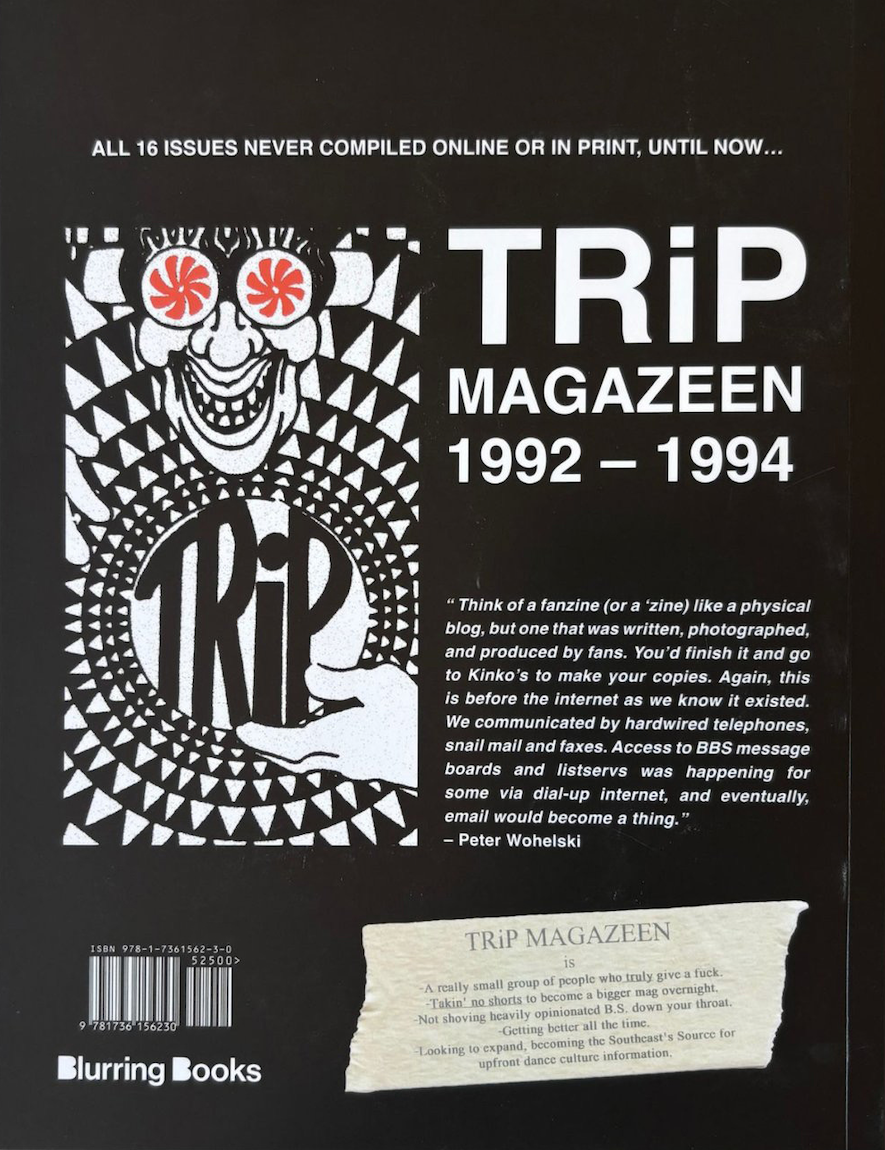 ALL 16 ISSUES NEVER COMPILED ONLINE OR IN PRINT, UNTIL NOW...
TRiP
MAGAZEEN
1992 – 1994
TRiP
“ Think of a fanzine (or a ‘zine) like a physical
blog, but one that was written, photographed,
and produced by fans. You’d finish it and go
to Kinko’s to make your copies. Again, this
is before the internet as we know it existed.
We communicated by hardwired telephones,
snail mail and faxes. Access to BBS message
boards and listservs was happening for
some via dial-up internet, and eventually,
email would become a thing.”
– Peter Wohelski
TRiP MAGAZEEN
is
-A really small group of people who truly give a fuck.
-Takin' no shorts to become a bigger mag overnight.
-Not shoving heavily opinionated B.S. down your throat.
-Getting better all the time.
-Looking to expand, becoming the Southeast's Source for
upfront dance culture information.
ISBN 978-1-7361562-3-0
52500>
9 781736 156230
Blurring Books